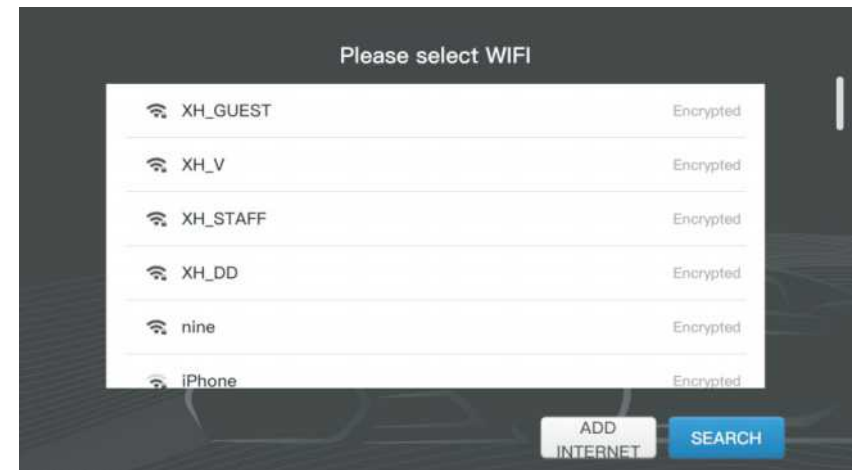 Please select WIFI
XH_GUEST Encrypted
XH_V Encrypted
XH_STAFF Encrypted
XH_DD Encrypted
nine Encrypted
iPhone Encrypted
ADD
INTERNET
SEARCH